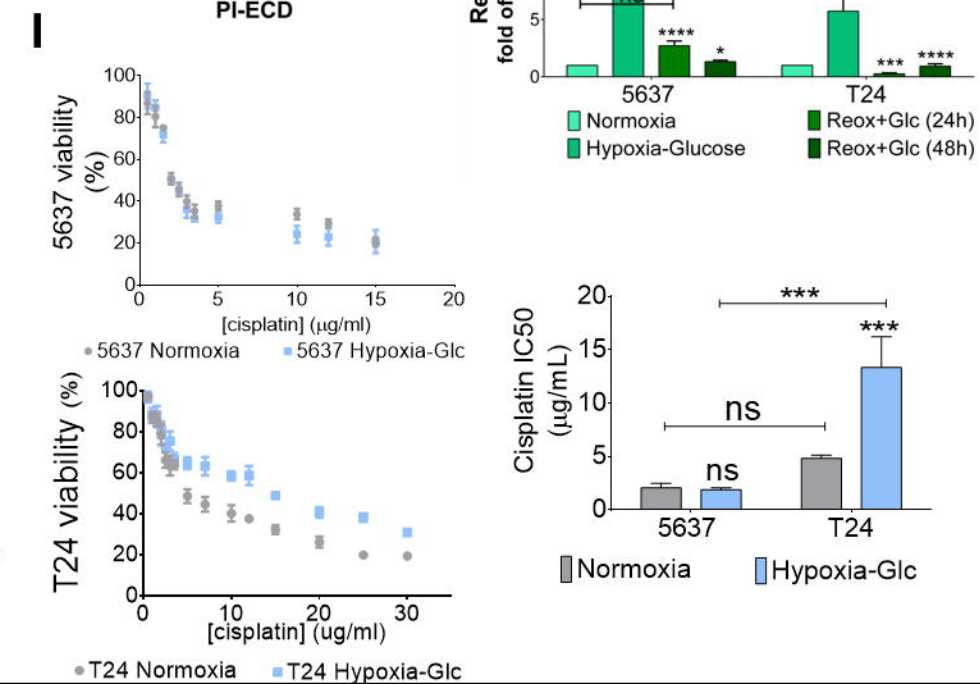 PI-ECD
I
fold of
5
0
****
*
***
****
5637
T24
Normoxia
Reox+Glc (24h)
Hypoxia-Glucose
Reox+Glc (48h)
5637 viability
(%)
100
80
60
40
20
0
0 5 10 15 20
[cisplatin] (µg/ml)
5637 Normoxia
5637 Hypoxia-Glc
T24 viability (%)
100
80
60
40
20
0
0 10 20 30
[cisplatin] (ug/ml)
T24 Normoxia
T24 Hypoxia-Glc
Cisplatin IC50
(µg/mL)
20
15
10
5
0
***
***
ns
ns
5637
T24
Normoxia
Hypoxia-Glc